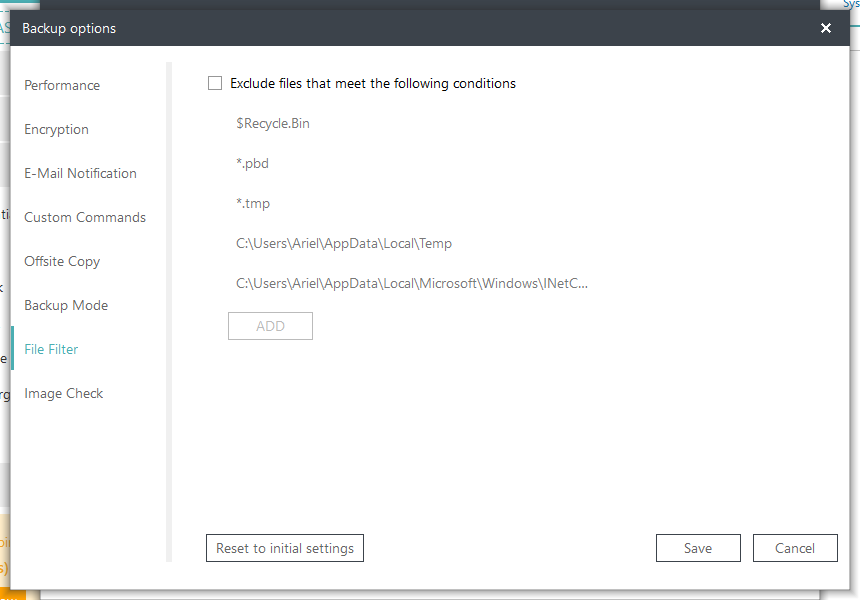 Backup options
Performance
Encryption
E-Mail Notification
Custom Commands
Offsite Copy
Backup Mode
File Filter
Image Check
Exclude files that meet the following conditions
$Recycle.Bin
*.pbd
*.tmp
C:\Users\Ariel\AppData\Local\Temp
C:\Users\Ariel\AppData\Local\Microsoft\Windows\INetC...
ADD
Reset to initial settings
Save
Cancel